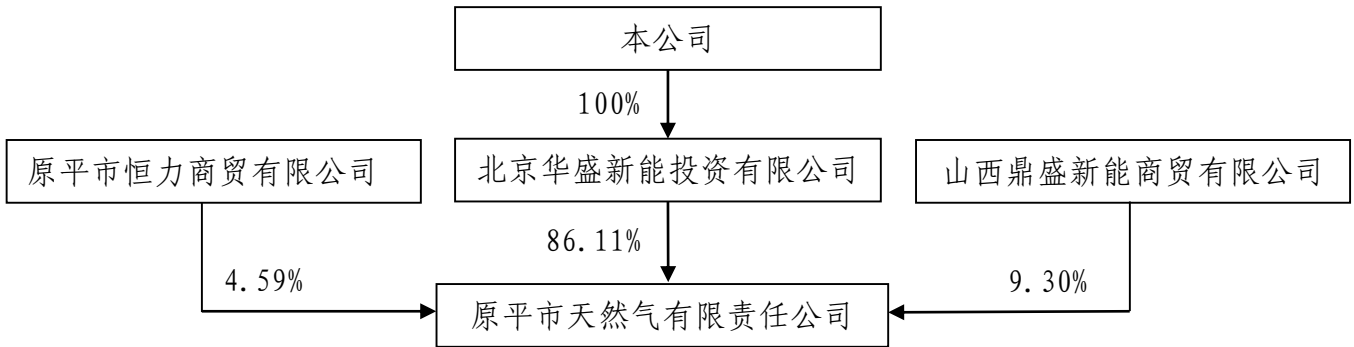 本公司
100%
原平市恒力商贸有限公司
北京华盛新能投资有限公司
山西鼎盛新能商贸有限公司
4.59%
86.11%
9.30%
原平市天然气有限责任公司